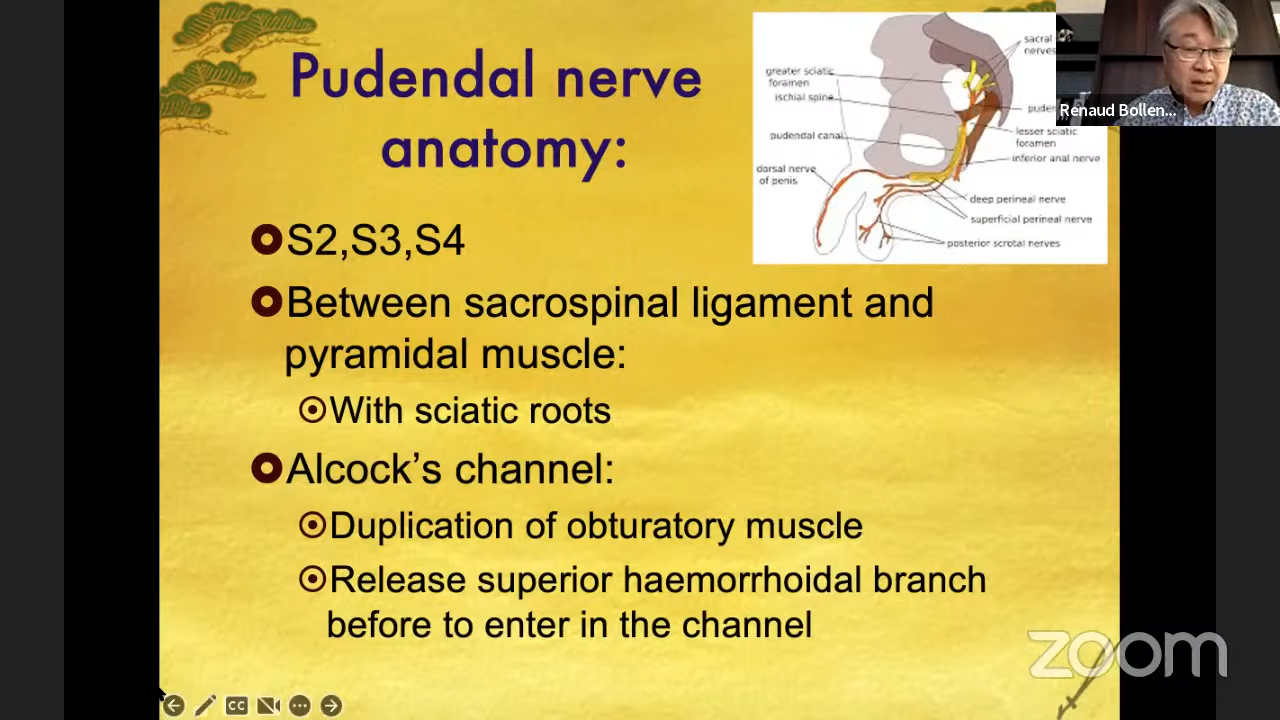 Pudendal nerve
anatomy:
S2,S3,S4
Between sacrospinal ligament and
pyramidal muscle:
With sciatic roots
Alcock's channel:
Duplication of obturatory muscle
Release superior haemorrhoidal branch
before to enter in the channel
greater sciatic
foramen
ischial spine
pudendal canal
dorsal nerve
of penis
sacral
nerves
lesser sciatic
foramen
inferior anal nerve
deep perineal nerve
superficial perineal nerve
posterior scrotal nerves
Renaud Bollen...
CC
zoom